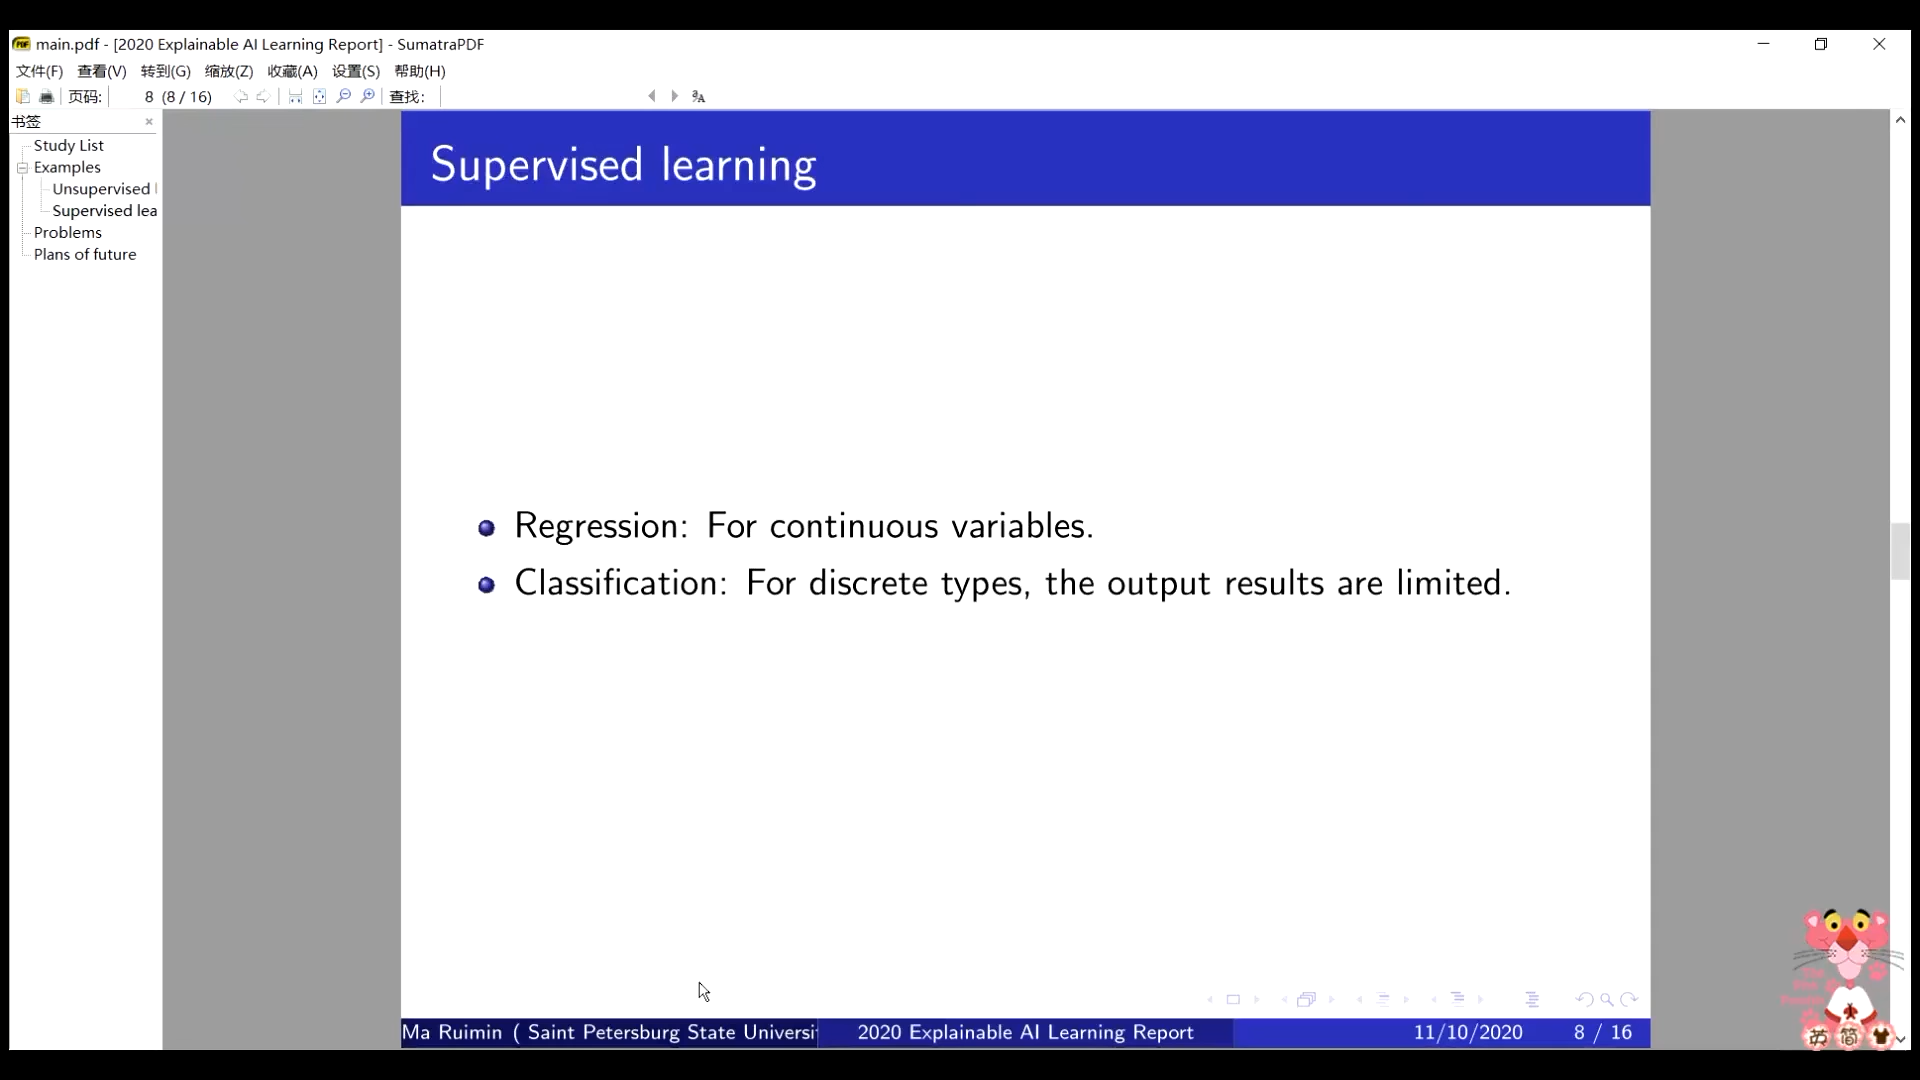 main.pdf - [2020 Explainable AI Learning Report] - SumatraPDF
文件(F) 查看(V) 转到(G) 缩放(Z) 收藏(A) 设置(S) 帮助(H)
页码: 8 (8 / 16) 查找:
书签
Study List
Examples
Unsupervised
Supervised lea
Problems
Plans of future
Supervised learning
Regression: For continuous variables.
Classification: For discrete types, the output results are limited.
Ma Ruimin ( Saint Petersburg State Universi 2020 Explainable AI Learning Report 11/10/2020 8 / 16
英 简